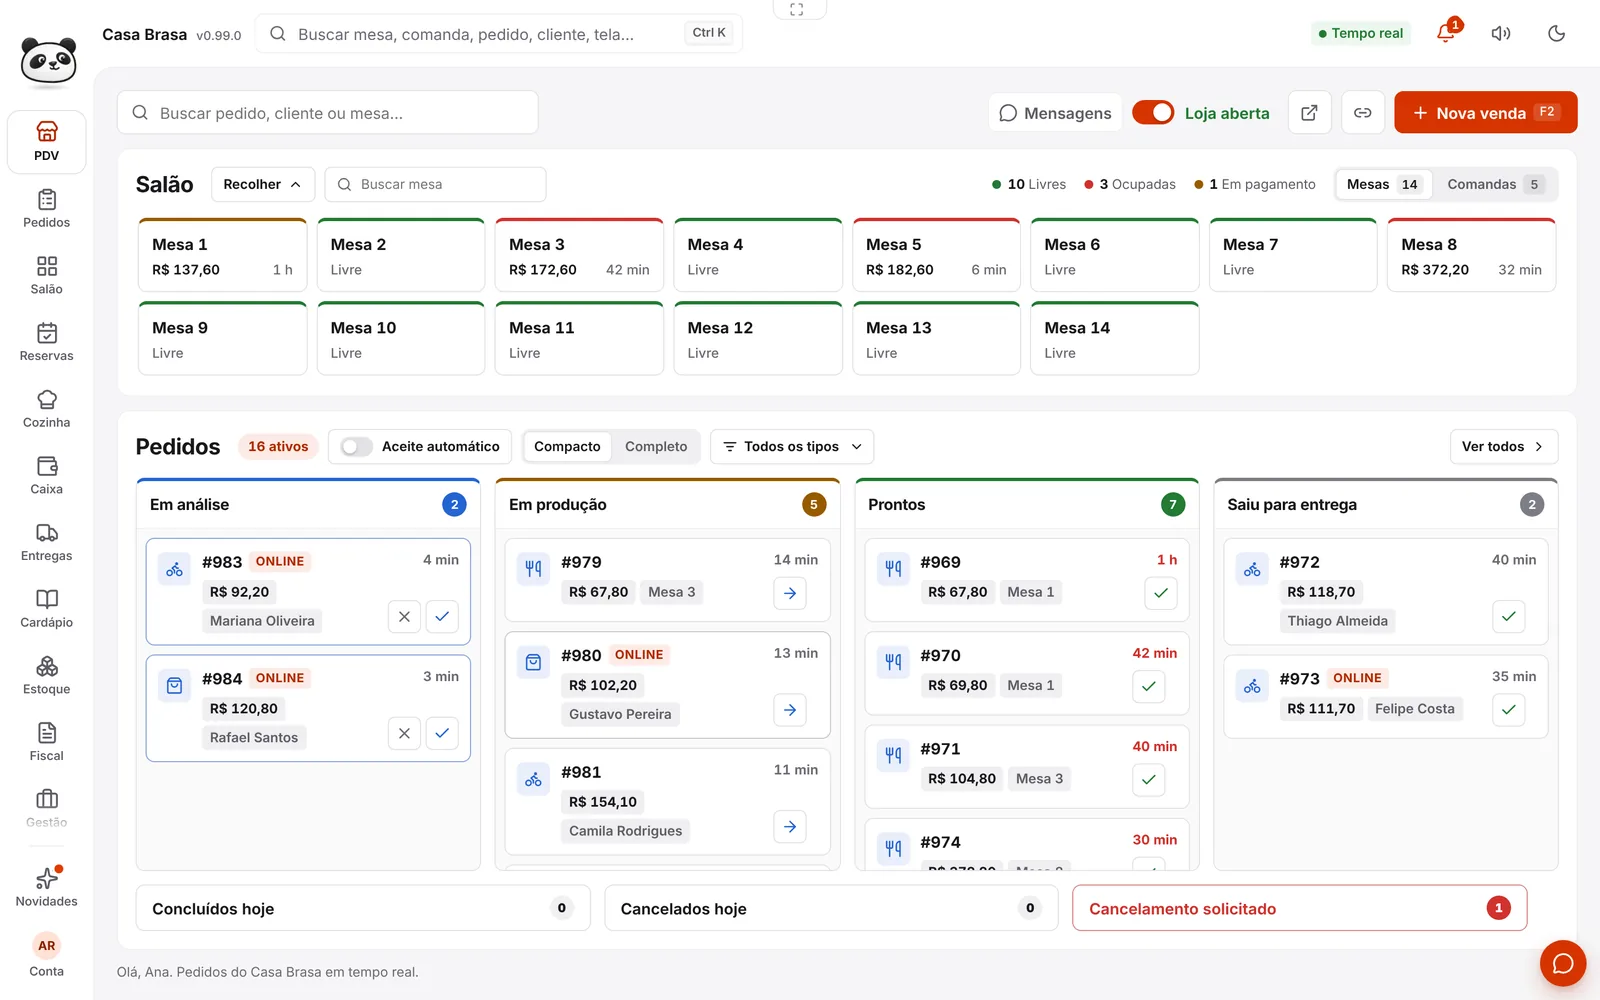 Casa Brasa v0.99.0
Buscar mesa, comanda, pedido, cliente, tela... Ctrl K
Tempo real
1
PDV
Pedidos
Salão
Reservas
Cozinha
Caixa
Entregas
Cardápio
Estoque
Fiscal
Gestão
Novidades
AR
Conta
Buscar pedido, cliente ou mesa...
Mensagens
Loja aberta
Nova venda F2
Salão
Recolher
Buscar mesa
10 Livres
3 Ocupadas
1 Em pagamento
Mesas 14
Comandas 5
Mesa 1
R$ 137,60 1 h
Mesa 2
Livre
Mesa 3
R$ 172,60 42 min
Mesa 4
Livre
Mesa 5
R$ 182,60 6 min
Mesa 6
Livre
Mesa 7
Livre
Mesa 8
R$ 372,20 32 min
Mesa 9
Livre
Mesa 10
Livre
Mesa 11
Livre
Mesa 12
Livre
Mesa 13
Livre
Mesa 14
Livre
Pedidos
16 ativos
Aceite automático
Compacto
Completo
Todos os tipos
Ver todos
Em análise 2
#983 ONLINE 4 min
R$ 92,20
Mariana Oliveira
#984 ONLINE 3 min
R$ 120,80
Rafael Santos
Em produção 5
#979 14 min
R$ 67,80 Mesa 3
#980 ONLINE 13 min
R$ 102,20
Gustavo Pereira
#981 11 min
R$ 154,10
Camila Rodrigues
Prontos 7
#969 1 h
R$ 67,80 Mesa 1
#970 42 min
R$ 69,80 Mesa 1
#971 40 min
R$ 104,80 Mesa 3
#974 30 min
Saiu para entrega 2
#972 40 min
R$ 118,70
Thiago Almeida
#973 ONLINE 35 min
R$ 111,70 Felipe Costa
Concluídos hoje 0
Cancelados hoje 0
Cancelamento solicitado 1
Olá, Ana. Pedidos do Casa Brasa em tempo real.